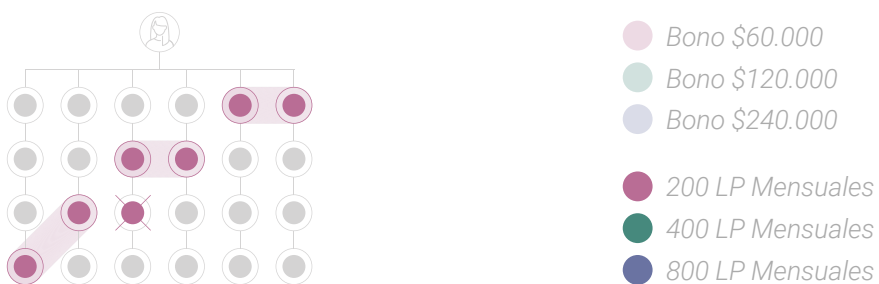 Bono $60.000
Bono $120.000
Bono $240.000
200 LP Mensuales
400 LP Mensuales
800 LP Mensuales